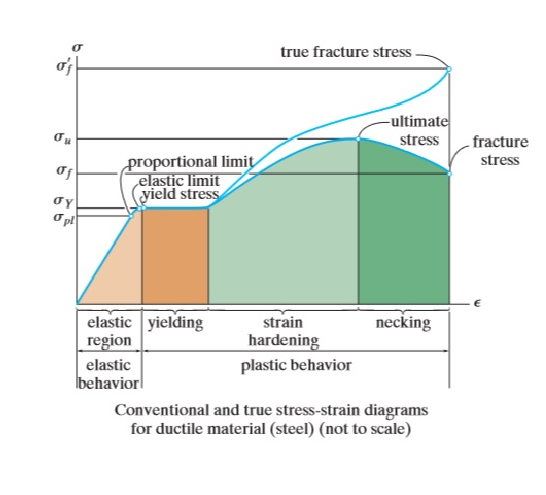 σ
true fracture stress
σ′f
ultimate
stress
σu
fracture
stress
proportional limit
σf
elastic limit
yield stress
σY
σpl
ϵ
elastic
region
yielding
strain
hardening
necking
elastic
behavior
plastic behavior
Conventional and true stress-strain diagrams
for ductile material (steel) (not to scale)